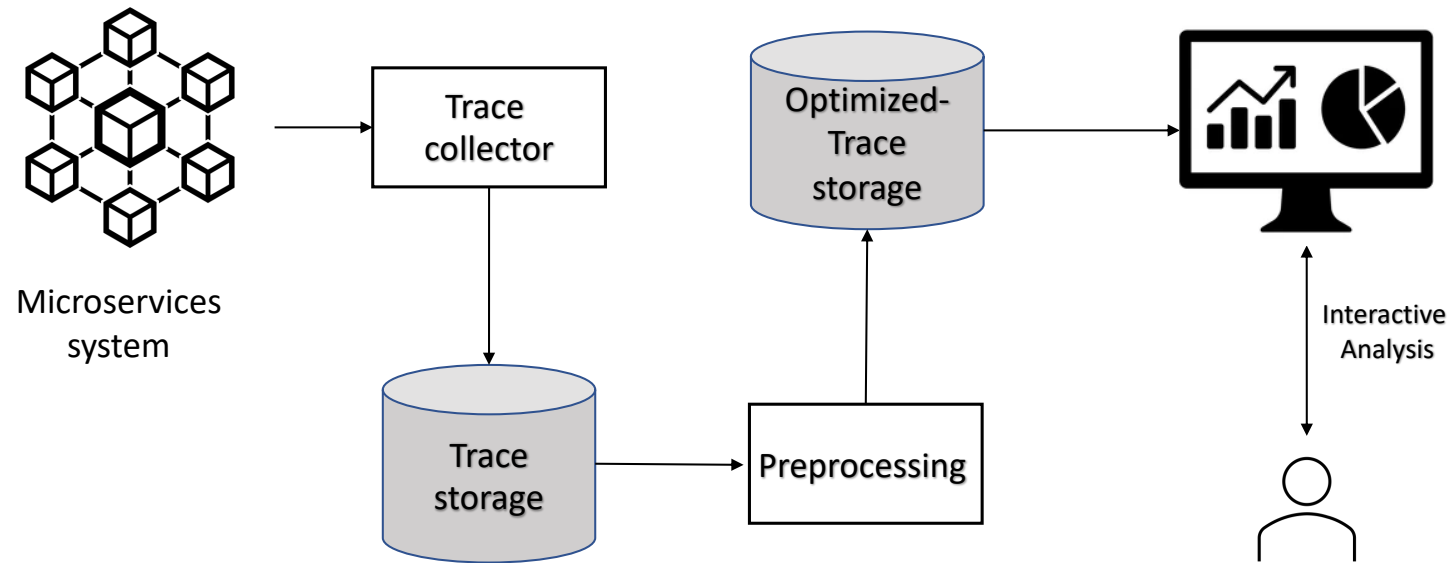 Microservices
system
Trace
collector
Trace
storage
Preprocessing
Optimized-
Trace
storage
Interactive
Analysis